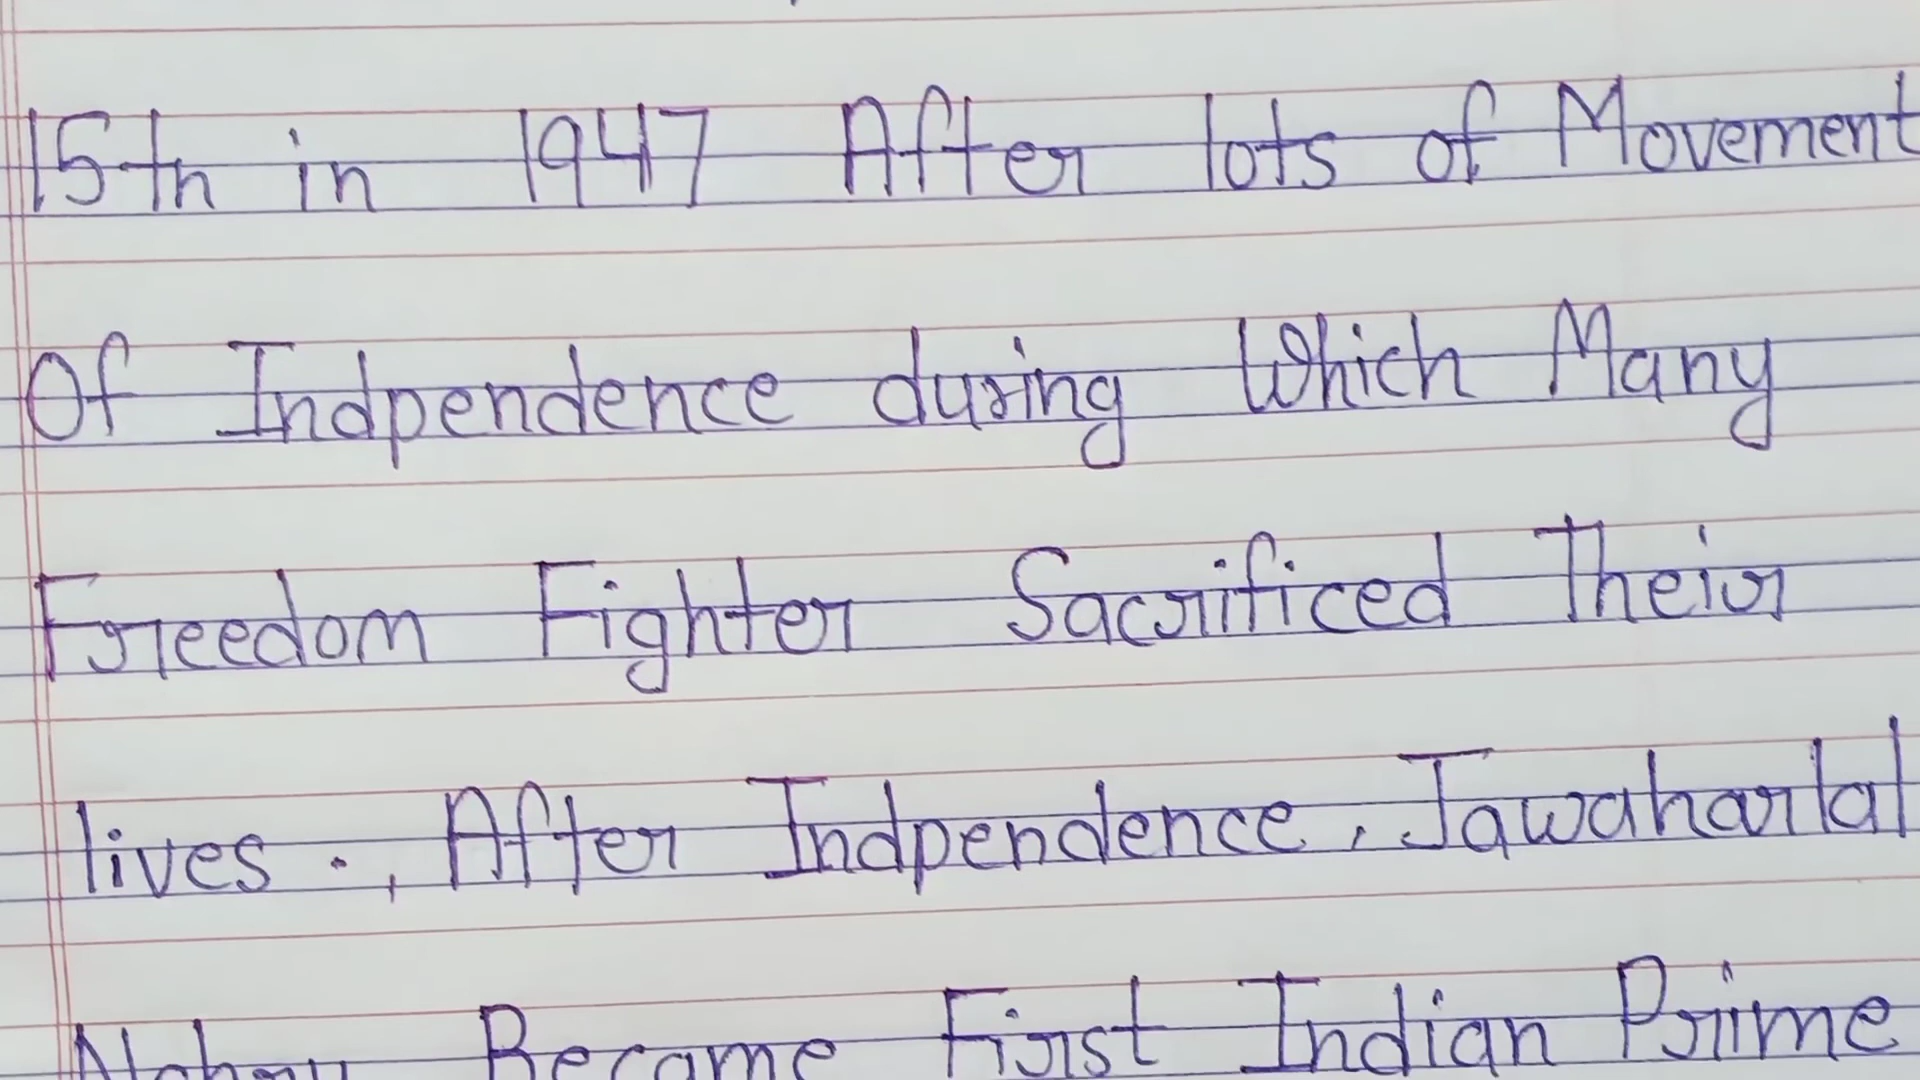 15th in 1947 After lots of Movement
Of Indpendence during Which Many
Freedom Fighter Sacrificed Their
lives . , After Indpendence , Jawaharlal
Nehru Became First Indian Prime